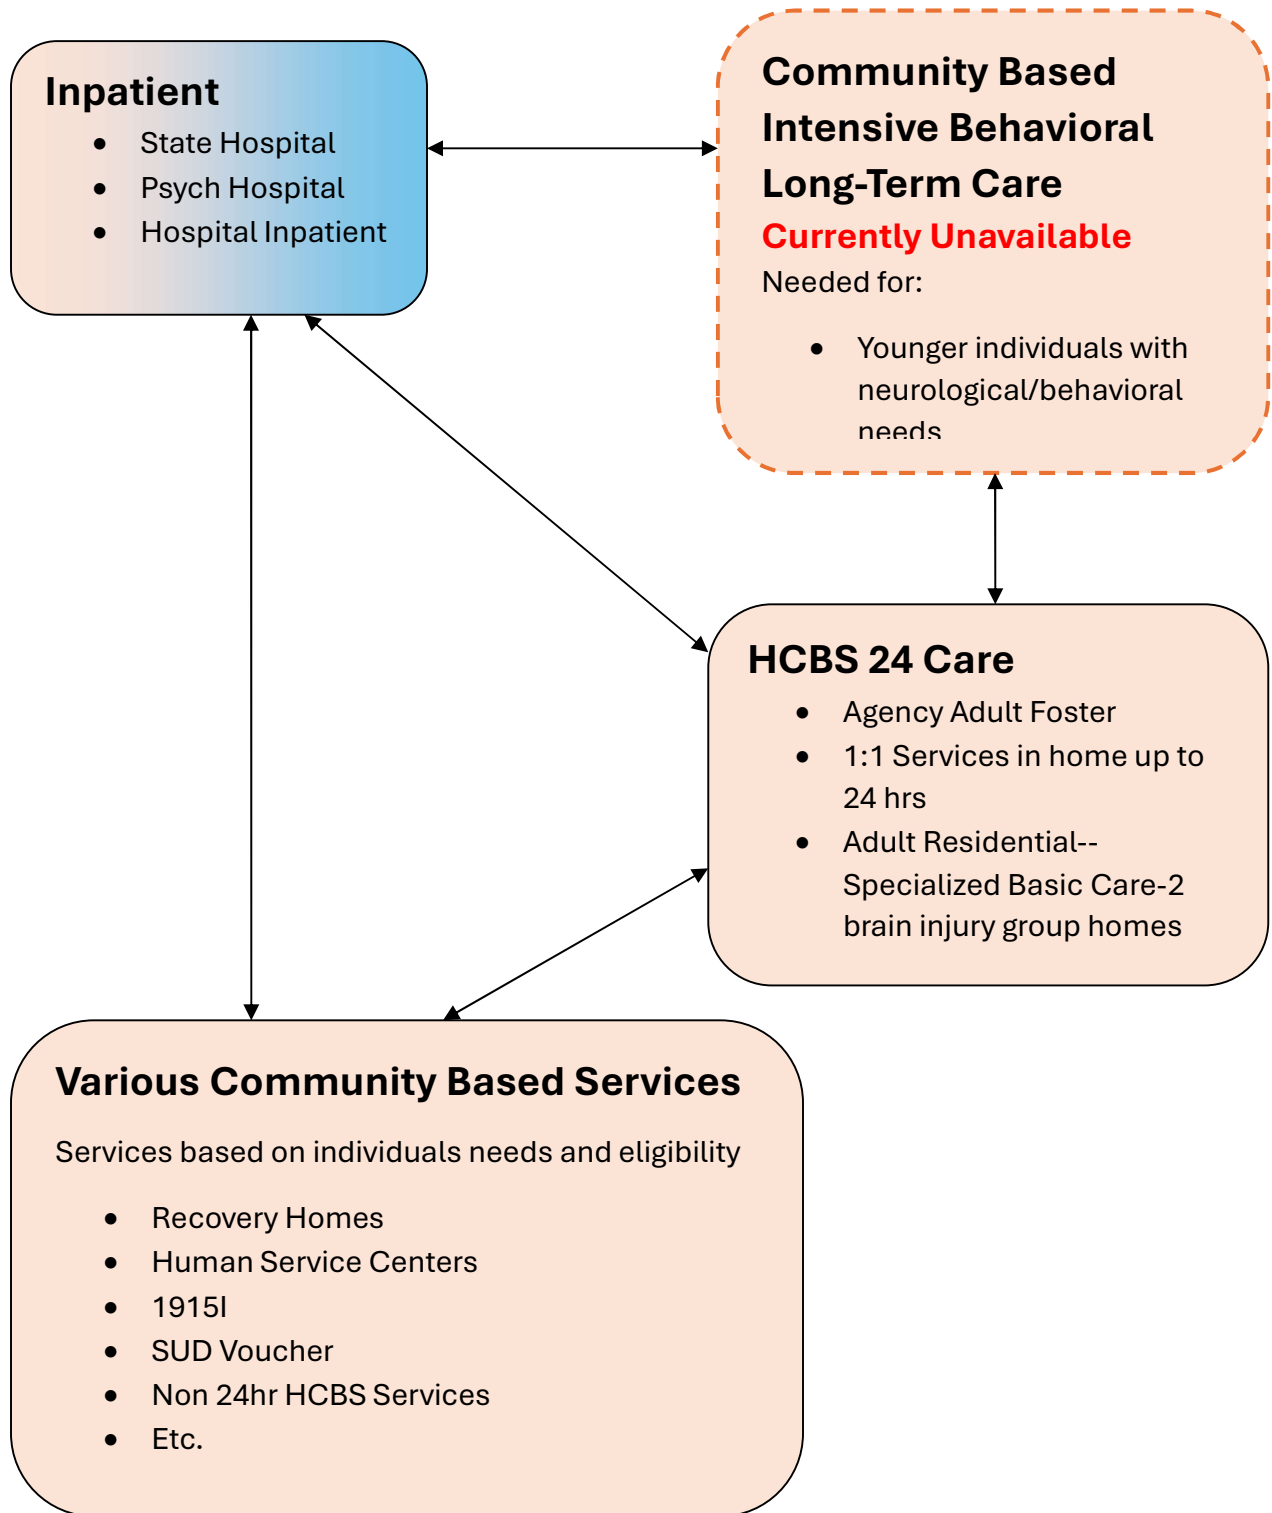 Inpatient
• State Hospital
• Psych Hospital
• Hospital Inpatient
Community Based
Intensive Behavioral
Long-Term Care
Currently Unavailable
Needed for:
• Younger individuals with
neurological/behavioral
needs
HCBS 24 Care
• Agency Adult Foster
• 1:1 Services in home up to
24 hrs
• Adult Residential--
Specialized Basic Care-2
brain injury group homes
Various Community Based Services
Services based on individuals needs and eligibility
• Recovery Homes
• Human Service Centers
• 1915I
• SUD Voucher
• Non 24hr HCBS Services
• Etc.